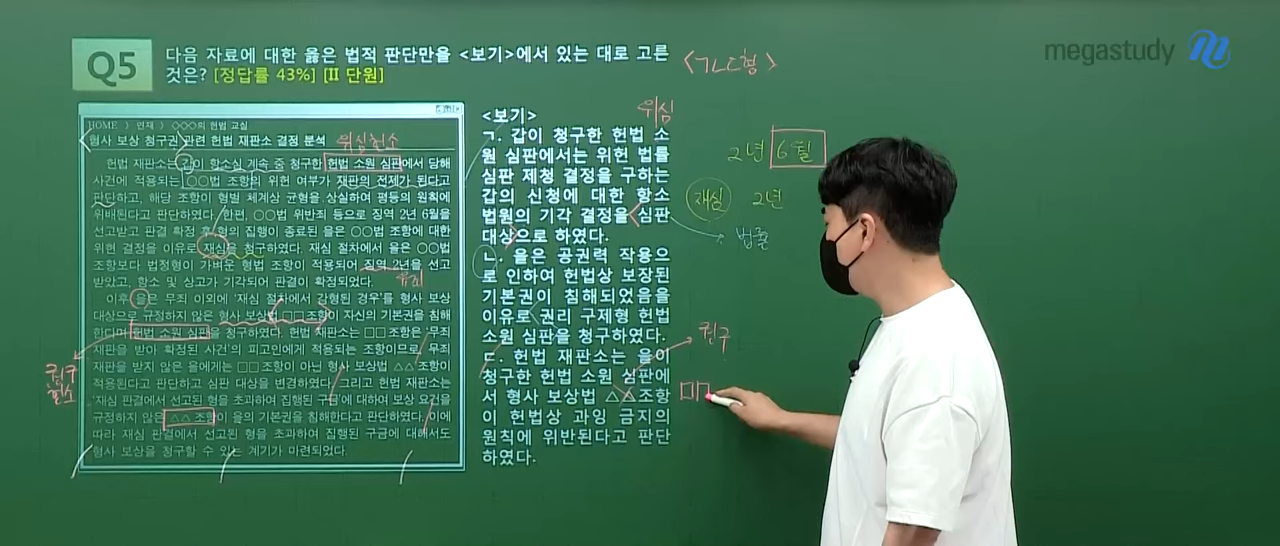 Q5
다음 자료에 대한 옳은 법적 판단만을 <보기>에서 있는 대로 고른
것은? [정답률 43%] [II 단원]
<ㄱㄴㄷ형>
megastudy
HOME 〉 연재 〉 ◇◇◇의 헌법 교실
형사 보상 청구권 관련 헌법 재판소 결정 분석
위심헌소
헌법 재판소는 갑이 항소심 계속 중 청구한 헌법 소원 심판에서 당해
사건에 적용되는 ○○법 조항의 위헌 여부가 재판의 전제가 된다고
판단하고, 해당 조항이 형벌 체계상 균형을 상실하여 평등의 원칙에
위배된다고 판단하였다. 한편, ○○법 위반죄 등으로 징역 2년 6월을
선고받고 판결 확정 후 형의 집행이 종료된 을은 ○○법 조항에 대한
위헌 결정을 이유로 재심을 청구하였다. 재심 절차에서 을은 ○○법
조항보다 법정형이 가벼운 형법 조항이 적용되어 징역 2년을 선고
받았고, 항소 및 상고가 기각되어 판결이 확정되었다.
유죄
이후 을은 무죄 이외에 '재심 절차에서 감형된 경우'를 형사 보상
대상으로 규정하지 않은 형사 보상법 □□조항이 자신의 기본권을 침해
한다며 헌법 소원 심판을 청구하였다. 헌법 재판소는 □□ 조항은 '무죄
재판을 받아 확정된 사건'의 피고인에게 적용되는 조항이므로, 무죄
재판을 받지 않은 을에게는 □□ 조항이 아닌 형사 보상법 △△ 조항이
적용된다고 판단하고 심판 대상을 변경하였다. 그리고 헌법 재판소는
'재심 판결에서 선고된 형을 초과하여 집행된 구금'에 대하여 보상 요건을
규정하지 않은 △△ 조항이 을의 기본권을 침해한다고 판단하였다. 이에
따라 재심 판결에서 선고된 형을 초과하여 집행된 구금에 대해서도
형사 보상을 청구할 수 있는 계기가 마련되었다.
권구
헌소
<보기>
위심
ㄱ. 갑이 청구한 헌법 소
원 심판에서는 위헌 법률
심판 제청 결정을 구하는
갑의 신청에 대한 항소
법원의 기각 결정을 심판
대상으로 하였다.
ㄴ. 을은 공권력 작용으
로 인하여 헌법상 보장된
기본권이 침해되었음을
이유로 권리 구제형 헌법
소원 심판을 청구하였다.
ㄷ. 헌법 재판소는 을이
청구한 헌법 소원 심판에
서 형사 보상법 △△조항
이 헌법상 과잉 금지의
원칙에 위반된다고 판단
하였다.
2년 6월
재심 2년
법률
권구
□□